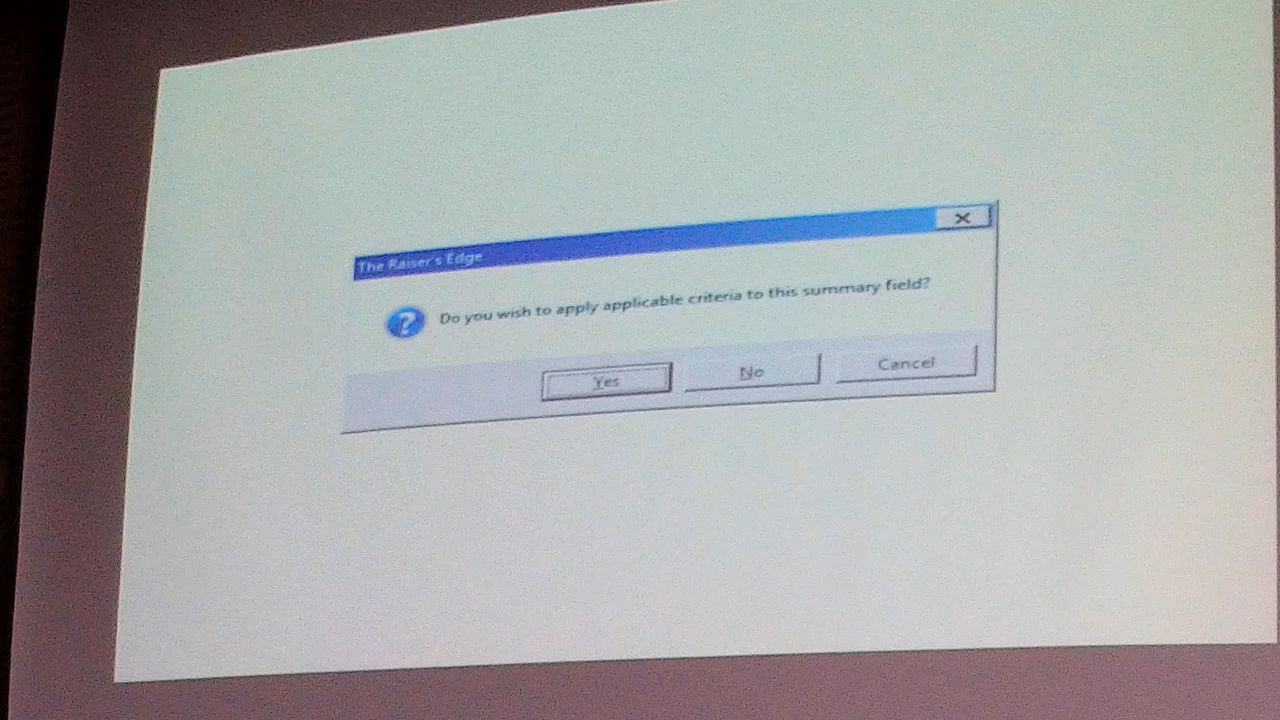 The Raiser's Edge
Do you wish to apply applicable criteria to this summary field?
Yes
No
Cancel